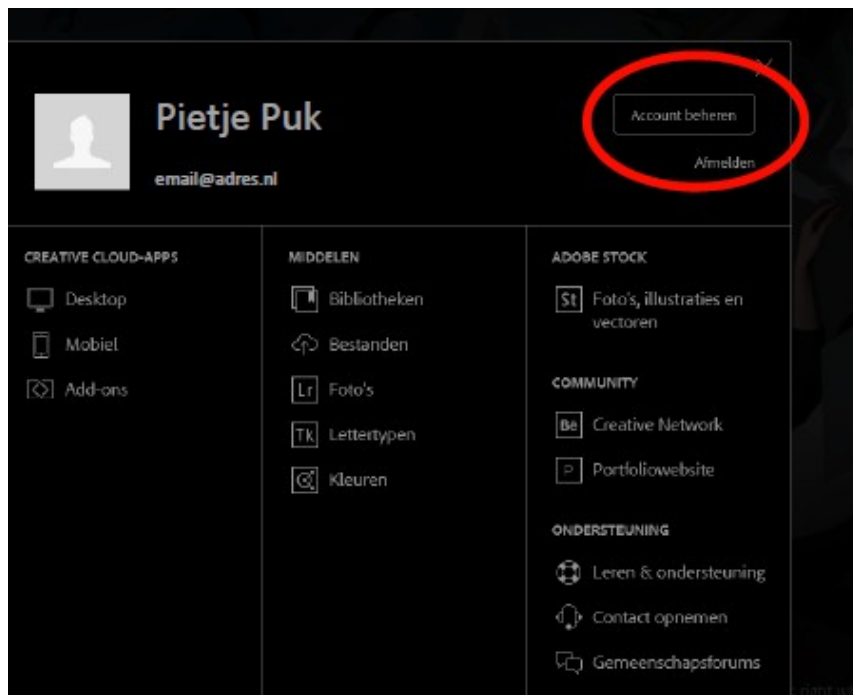 Pietje Puk
email@adres.nl
Account beheren
Afmelden
CREATIVE CLOUD-APPS
Desktop
Mobiel
Add-ons
MIDDELEN
Bibliotheken
Bestanden
Lr Foto's
Tk Lettertypen
Kleuren
ADOBE STOCK
St Foto's, illustraties en
vectoren
COMMUNITY
Bē Creative Network
P Portfoliowebsite
ONDERSTEUNING
Leren & ondersteuning
Contact opnemen
Gemeenschapsforums